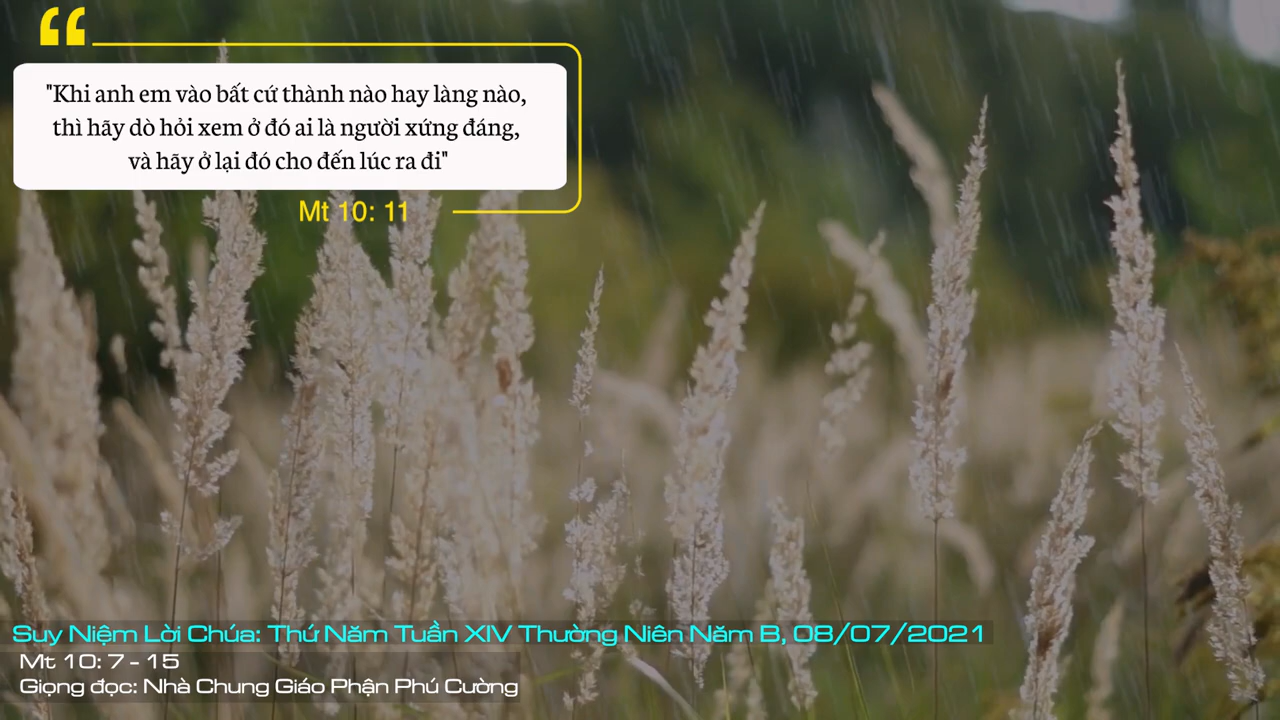 "Khi anh em vào bất cứ thành nào hay làng nào,
thì hãy dò hỏi xem ở đó ai là người xứng đáng,
và hãy ở lại đó cho đến lúc ra đi"
Mt 10: 11
Suy Niệm Lời Chúa: Thứ Năm Tuần XIV Thường Niên Năm B, 08/07/2021
Mt 10: 7 - 15
Giọng đọc: Nhà Chung Giáo Phận Phú Cường